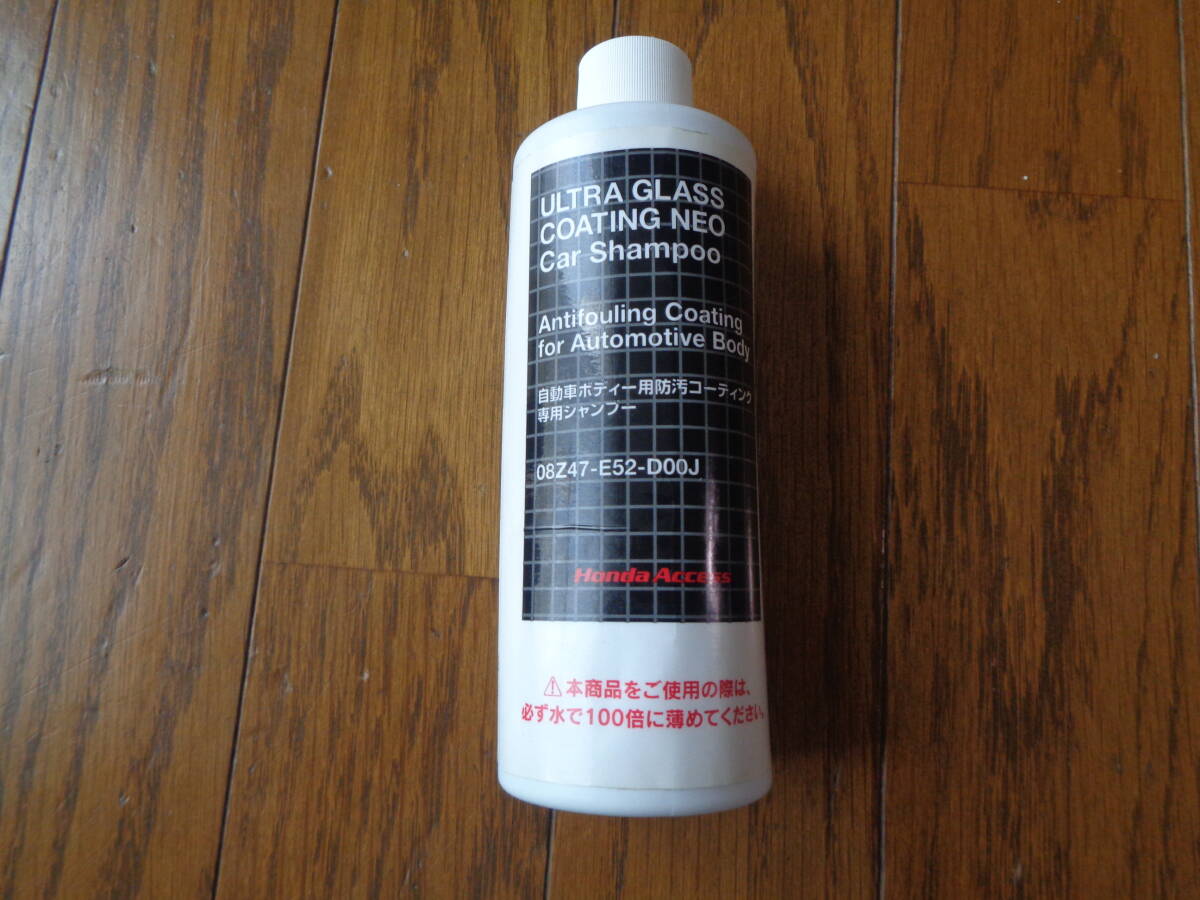 ULTRA GLASS
COATING NEO
Car Shampoo
Antifouling Coating
for Automotive Body
自動車ボディー用防汚コーティング
専用シャンプー
08Z47-E52-D00J
Honda Access
⚠本商品をご使用の際は、
必ず水で100倍に薄めてください。